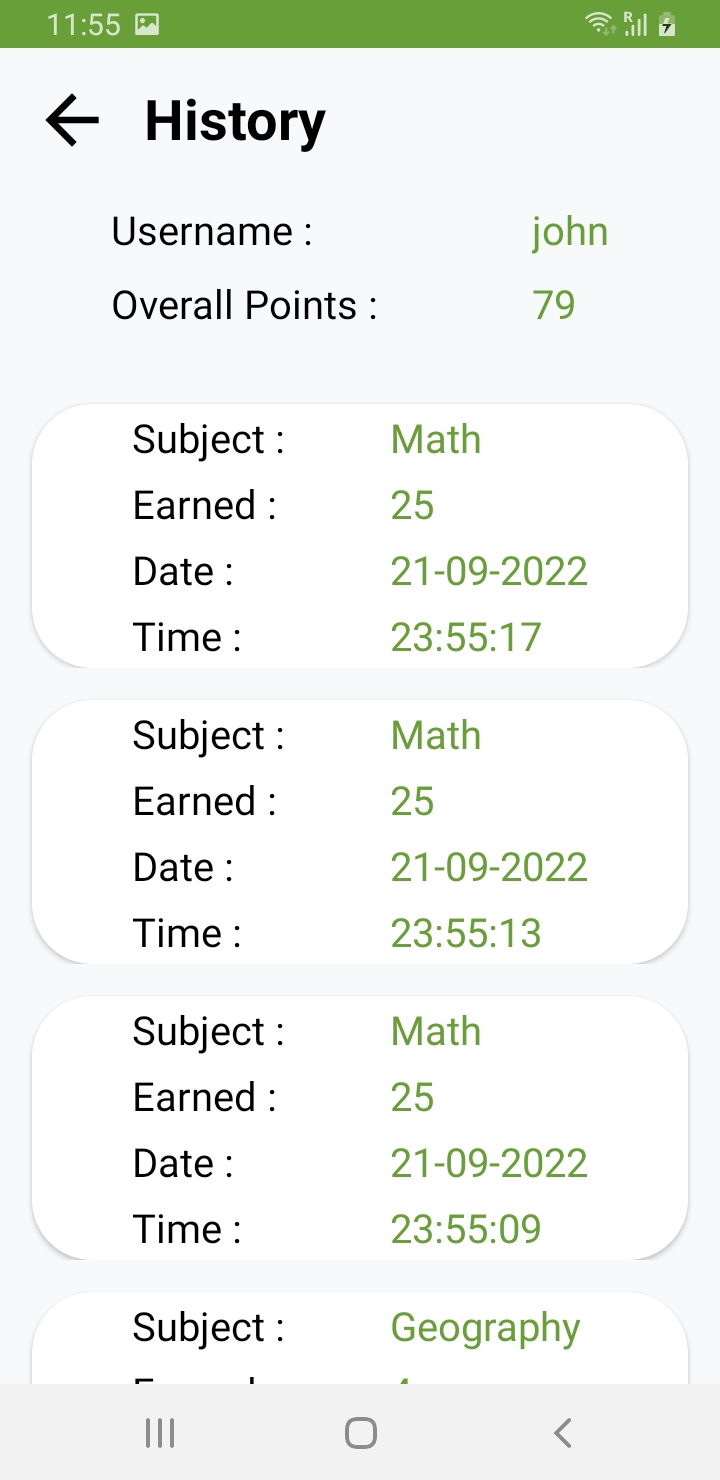 11:55
R
History
Username : john
Overall Points : 79
Subject : Math
Earned : 25
Date : 21-09-2022
Time : 23:55:17
Subject : Math
Earned : 25
Date : 21-09-2022
Time : 23:55:13
Subject : Math
Earned : 25
Date : 21-09-2022
Time : 23:55:09
Subject : Geography